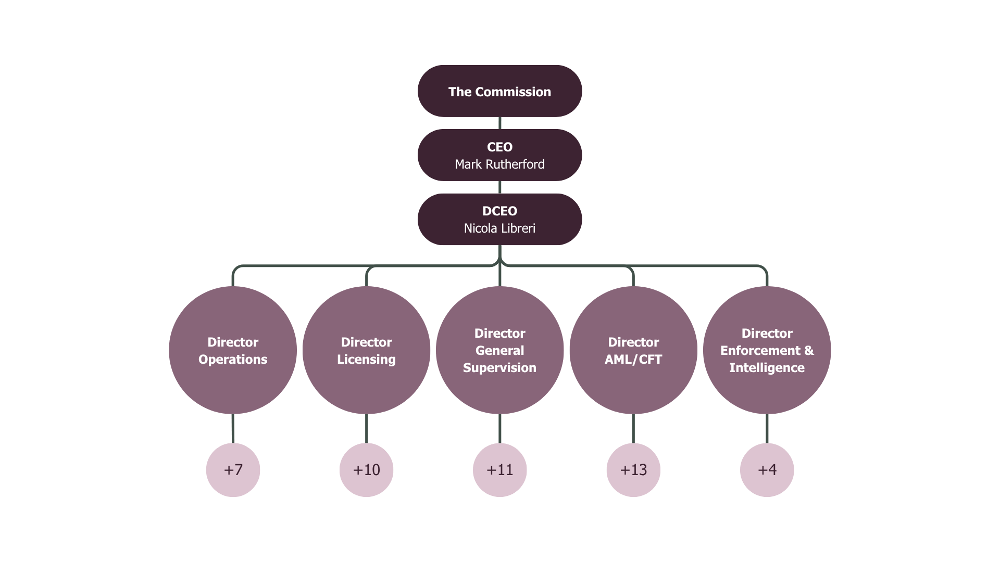 The Commission
CEO
Mark Rutherford
DCEO
Nicola Libreri
Director
Operations
Director
Licensing
Director
General
Supervision
Director
AML/CFT
Director
Enforcement &
Intelligence
+7
+10
+11
+13
+4